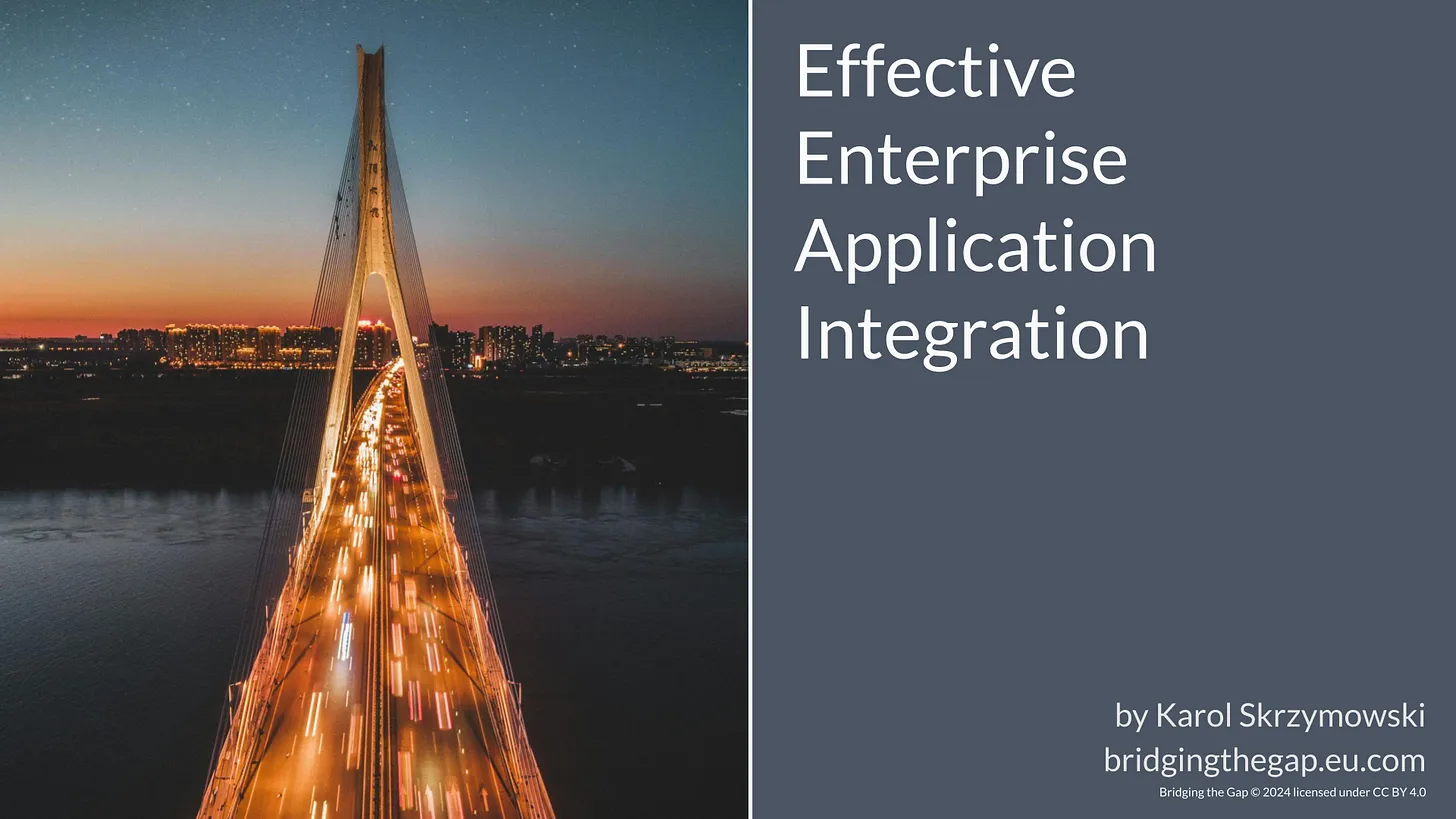 Effective
Enterprise
Application
Integration
by Karol Skrzymowski
bridgingthegap.eu.com
Bridging the Gap © 2024 licensed under CC BY 4.0